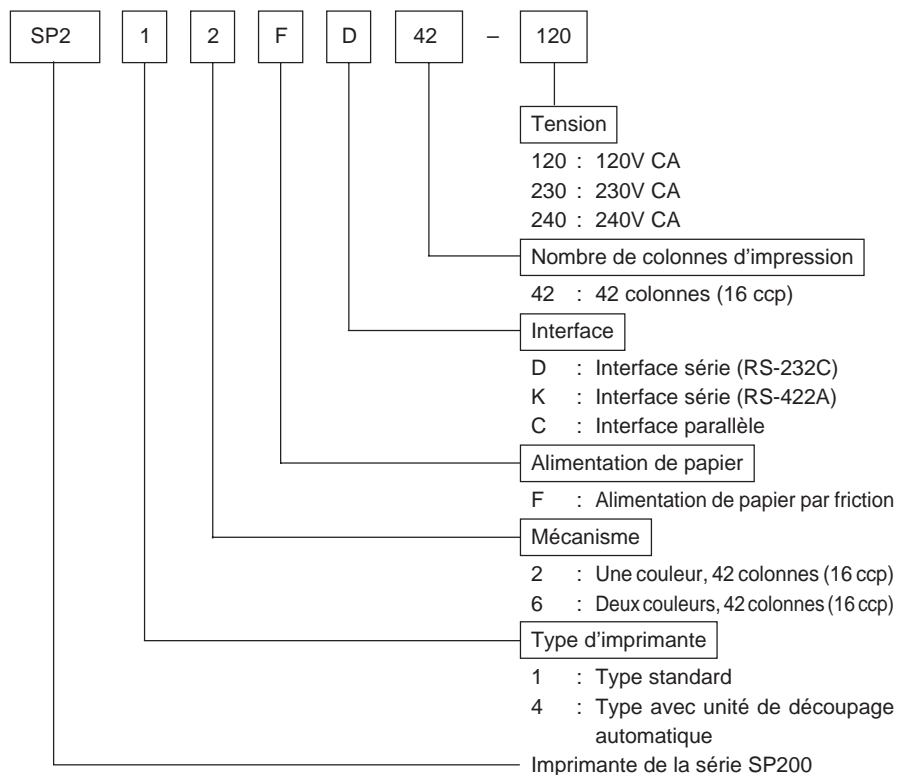 SP2 1 2 F D 42 – 120
Tension
120 : 120V CA
230 : 230V CA
240 : 240V CA
Nombre de colonnes d’impression
42 : 42 colonnes (16 ccp)
Interface
D : Interface série (RS-232C)
K : Interface série (RS-422A)
C : Interface parallèle
Alimentation de papier
F : Alimentation de papier par friction
Mécanisme
2 : Une couleur, 42 colonnes (16 ccp)
6 : Deux couleurs, 42 colonnes (16 ccp)
Type d’imprimante
1 : Type standard
4 : Type avec unité de découpage
automatique
Imprimante de la série SP200